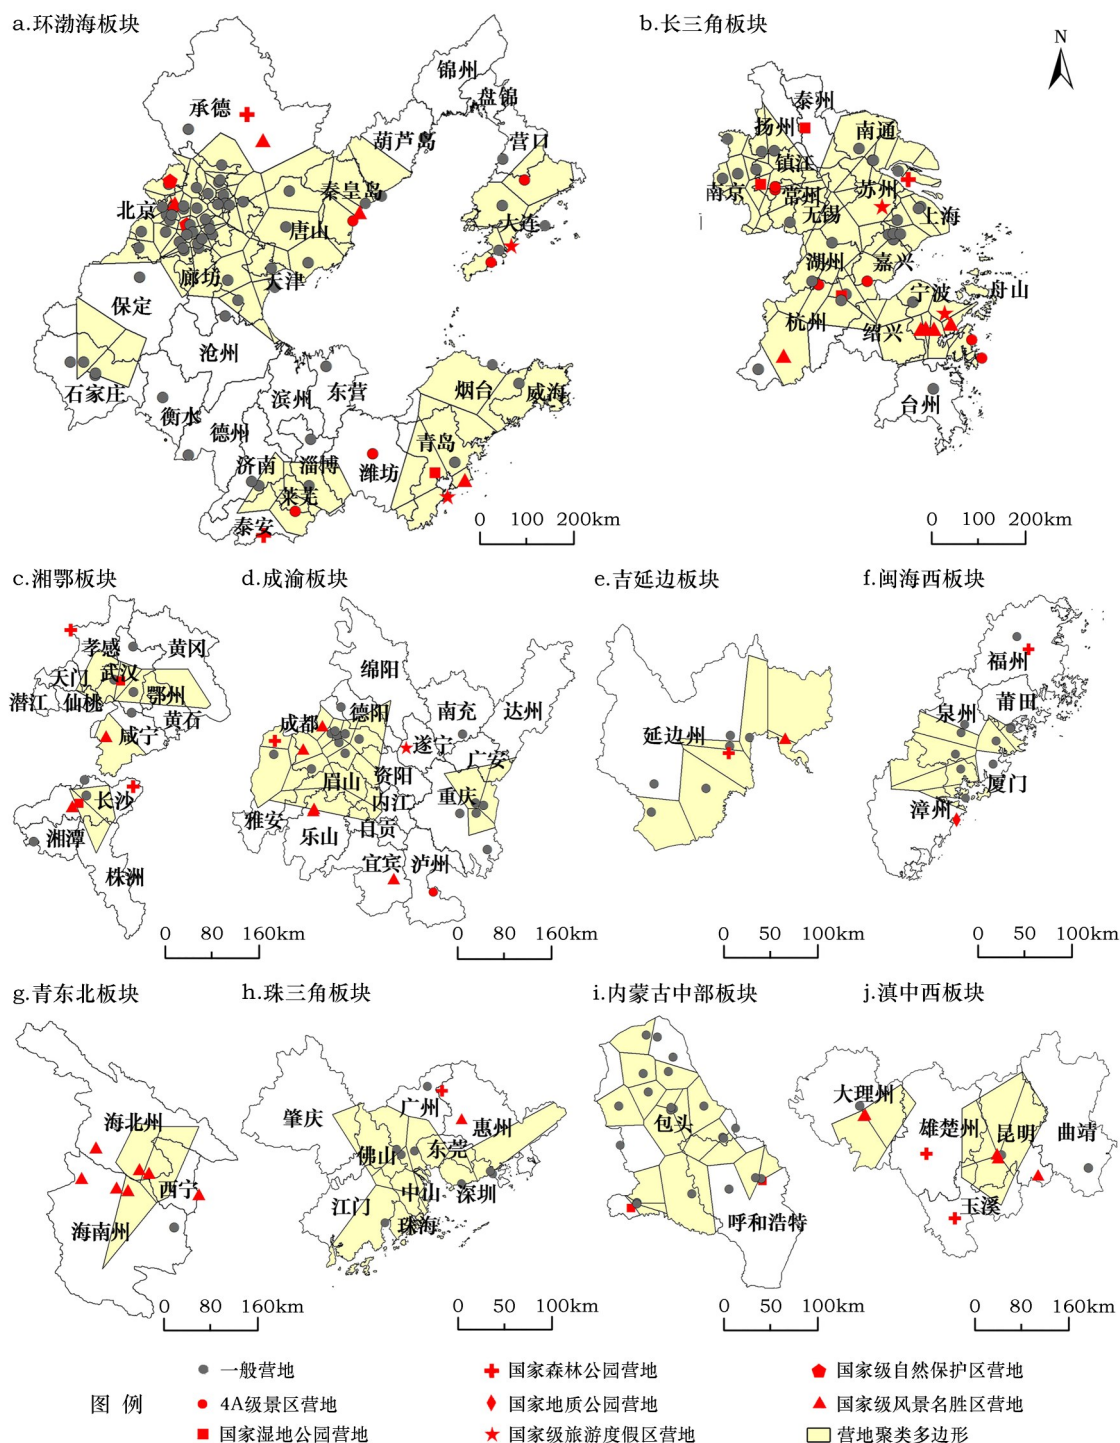 a.环渤海板块
b.长三角板块
N
锦州
盘锦
承德
葫芦岛
营口
秦皇岛
北京
唐山
大连
廊坊
天津
保定
沧州
石家庄
衡水
滨州
东营
烟台
威海
德州
青岛
济南
淄博
潍坊
莱芜
泰安
0 100 200km
泰州
扬州
南通
镇江
南京
常州
苏州
无锡
上海
湖州
嘉兴
宁波
舟山
杭州
绍兴
台州
0 100 200km
c.湘鄂板块
d.成渝板块
e.吉延边板块
f.闽海西板块
孝感
黄冈
天门
武汉
潜江
仙桃
鄂州
黄石
咸宁
长沙
湘潭
株洲
0 80 160km
绵阳
德阳
南充
达州
成都
遂宁
广安
资阳
眉山
内江
重庆
雅安
乐山
自贡
宜宾
泸州
0 80 160km
延边州
0 50 100km
福州
莆田
泉州
厦门
漳州
0 50 100km
g.青东北板块
h.珠三角板块
i.内蒙古中部板块
j.滇中西板块
海北州
西宁
海南州
0 80 160km
肇庆
广州
惠州
佛山
东莞
中山
深圳
江门
珠海
0 50 100km
包头
呼和浩特
0 50 100km
大理州
雄楚州
昆明
曲靖
玉溪
0 80 160km
图 例
一般营地
国家森林公园营地
国家级自然保护区营地
4A级景区营地
国家地质公园营地
国家级风景名胜区营地
国家湿地公园营地
国家级旅游度假区营地
营地聚类多边形